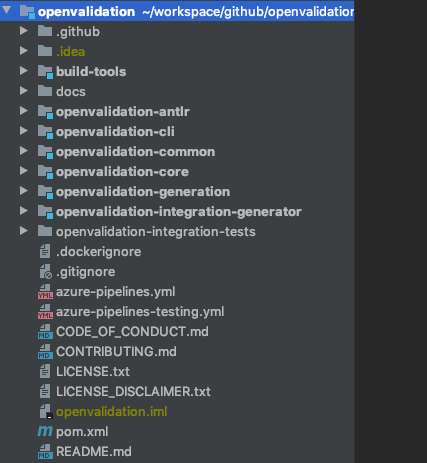 openvalidation ~/workspace/github/openvalidation
.github
.idea
build-tools
docs
openvalidation-antlr
openvalidation-cli
openvalidation-common
openvalidation-core
openvalidation-generation
openvalidation-integration-generator
openvalidation-integration-tests
.dockerignore
.gitignore
YML azure-pipelines.yml
YML azure-pipelines-testing.yml
MD CODE_OF_CONDUCT.md
MD CONTRIBUTING.md
LICENSE.txt
LICENSE_DISCLAIMER.txt
openvalidation.iml
m pom.xml
MD README.md